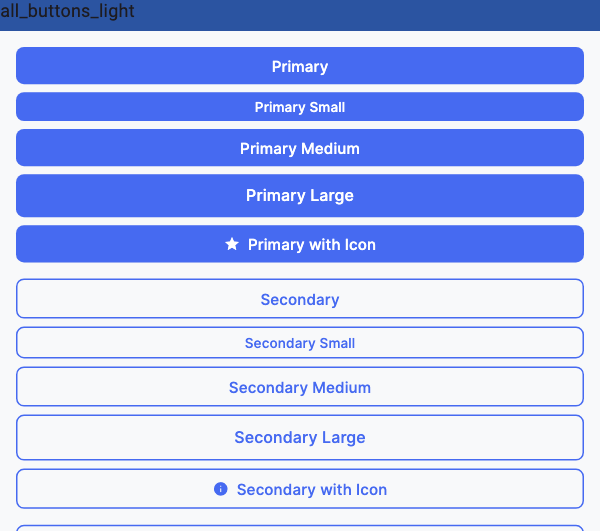 all_buttons_light
Primary
Primary Small
Primary Medium
Primary Large
Primary with Icon
Secondary
Secondary Small
Secondary Medium
Secondary Large
Secondary with Icon